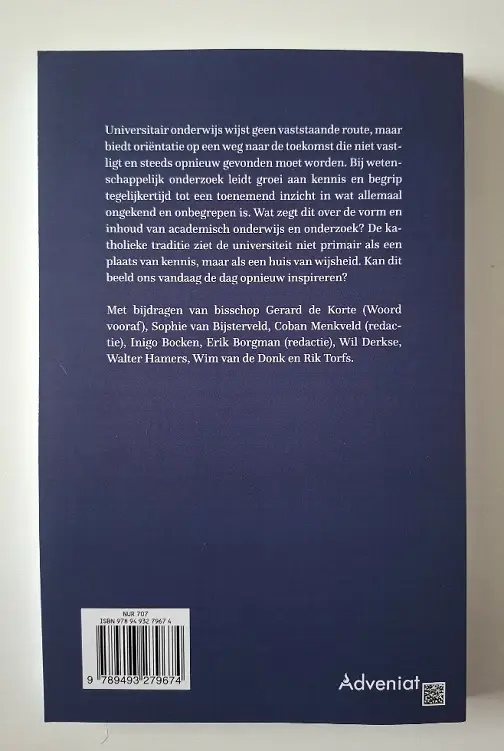 Universitair onderwijs wijst geen vaststaande route, maar
biedt oriëntatie op een weg naar de toekomst die niet vast-
ligt en steeds opnieuw gevonden moet worden. Bij weten-
schappelijk onderzoek leidt groei aan kennis en begrip
tegelijkertijd tot een toenemend inzicht in wat allemaal
ongekend en onbegrepen is. Wat zegt dit over de vorm en
inhoud van academisch onderwijs en onderzoek? De ka-
tholieke traditie ziet de universiteit niet primair als een
plaats van kennis, maar als een huis van wijsheid. Kan dit
beeld ons vandaag de dag opnieuw inspireren?
Met bijdragen van bisschop Gerard de Korte (Woord
vooraf), Sophie van Bijsterveld, Coban Menkveld (redac-
tie), Inigo Bocken, Erik Borgman (redactie), Wil Derkse,
Walter Hamers, Wim van de Donk en Rik Torfs.
NUR 707
ISBN 978 94 932 7967 4
9 789493 279674
Adveniat